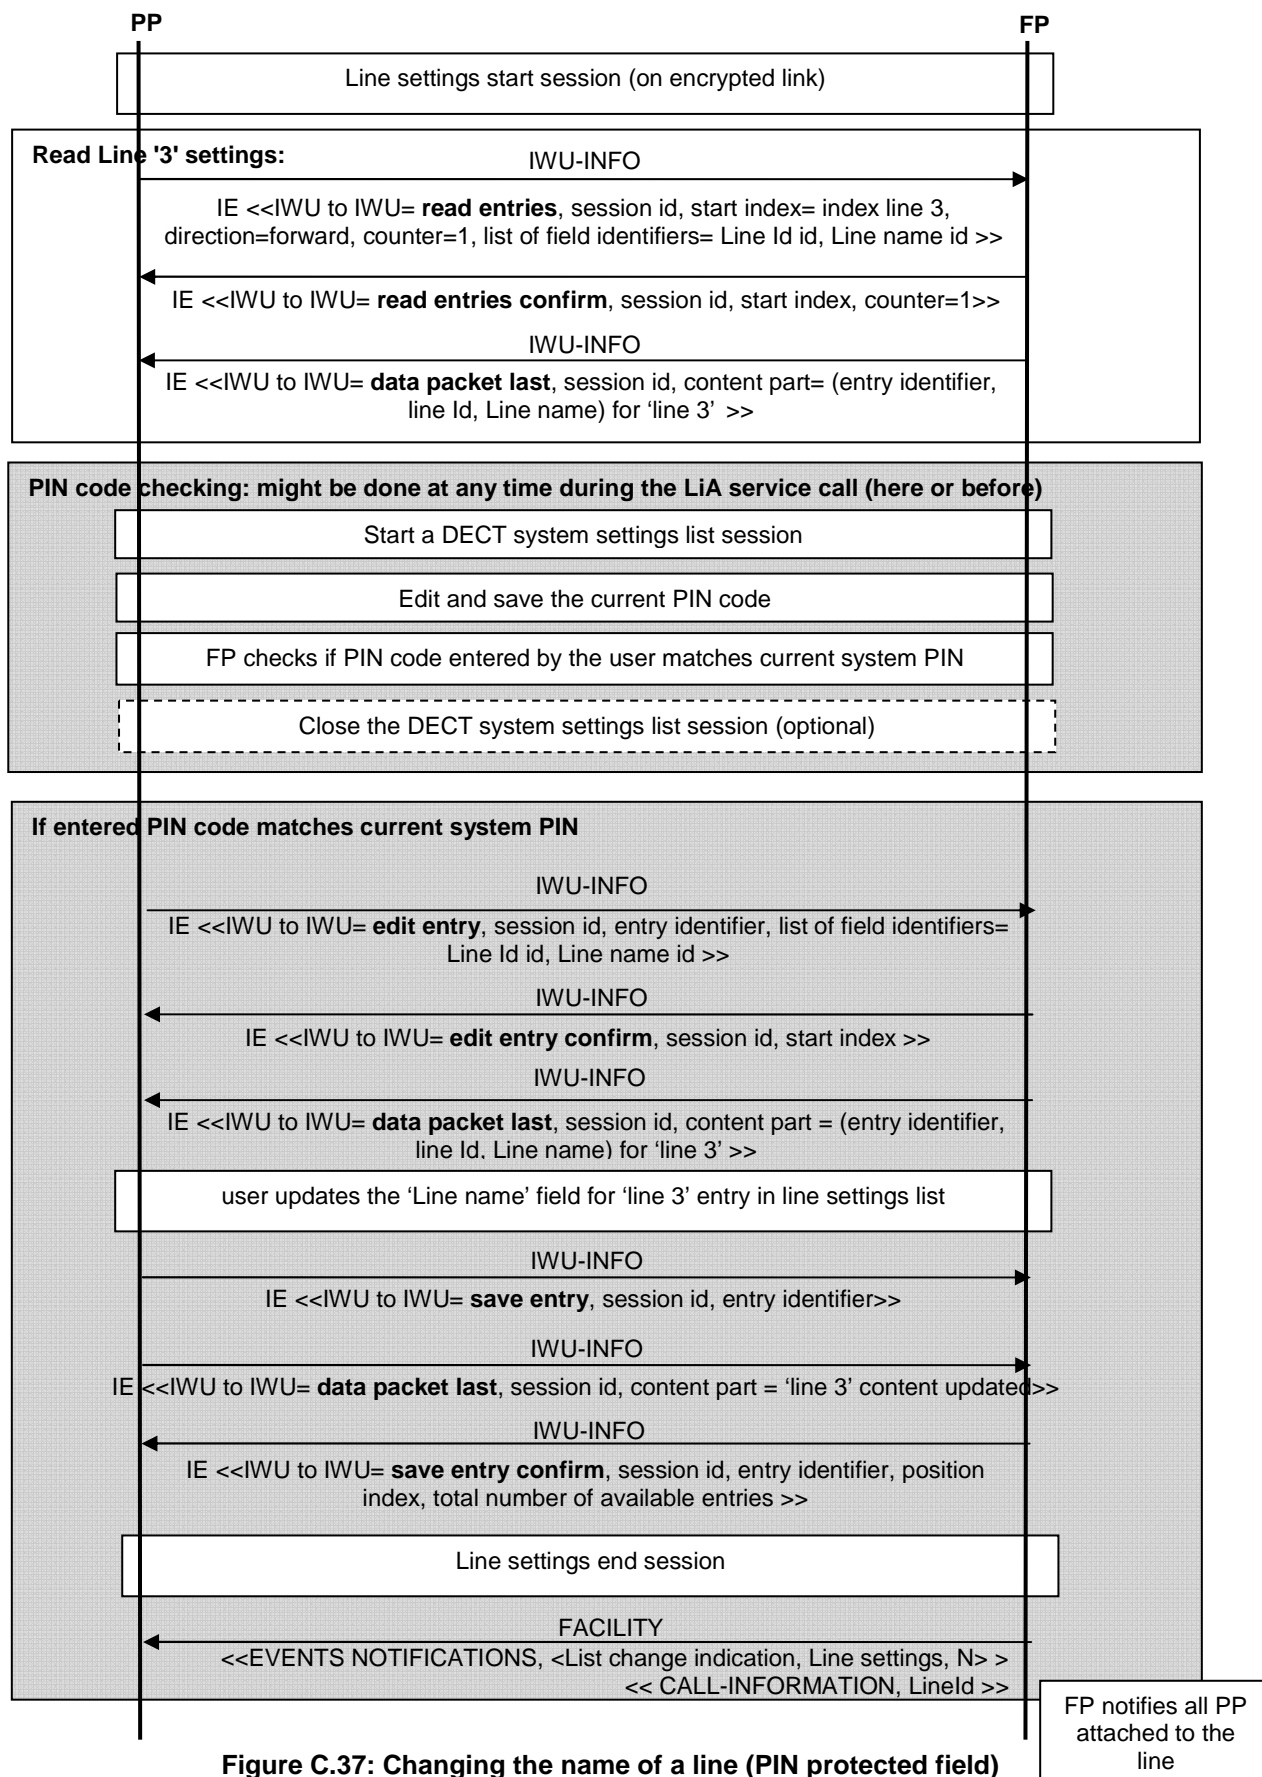 PP
FP
Line settings start session (on encrypted link)
Read Line '3' settings:
IWU-INFO
IE <<IWU to IWU= read entries, session id, start index= index line 3,
direction=forward, counter=1, list of field identifiers= Line Id id, Line name id >>
IE <<IWU to IWU= read entries confirm, session id, start index, counter=1>>
IWU-INFO
IE <<IWU to IWU= data packet last, session id, content part= (entry identifier,
line Id, Line name) for ‘line 3’ >>
PIN code checking: might be done at any time during the LiA service call (here or before)
Start a DECT system settings list session
Edit and save the current PIN code
FP checks if PIN code entered by the user matches current system PIN
Close the DECT system settings list session (optional)
If entered PIN code matches current system PIN
IWU-INFO
IE <<IWU to IWU= edit entry, session id, entry identifier, list of field identifiers=
Line Id id, Line name id >>
IWU-INFO
IE <<IWU to IWU= edit entry confirm, session id, start index >>
IWU-INFO
IE <<IWU to IWU= data packet last, session id, content part = (entry identifier,
line Id, Line name) for ‘line 3’ >>
user updates the ‘Line name’ field for ‘line 3’ entry in line settings list
IWU-INFO
IE <<IWU to IWU= save entry, session id, entry identifier>>
IWU-INFO
IE <<IWU to IWU= data packet last, session id, content part = ‘line 3’ content updated>>
IWU-INFO
IE <<IWU to IWU= save entry confirm, session id, entry identifier, position
index, total number of available entries >>
Line settings end session
FACILITY
<<EVENTS NOTIFICATIONS, <List change indication, Line settings, N> >
<< CALL-INFORMATION, LineId >>
FP notifies all PP
attached to the
line
Figure C.37: Changing the name of a line (PIN protected field)